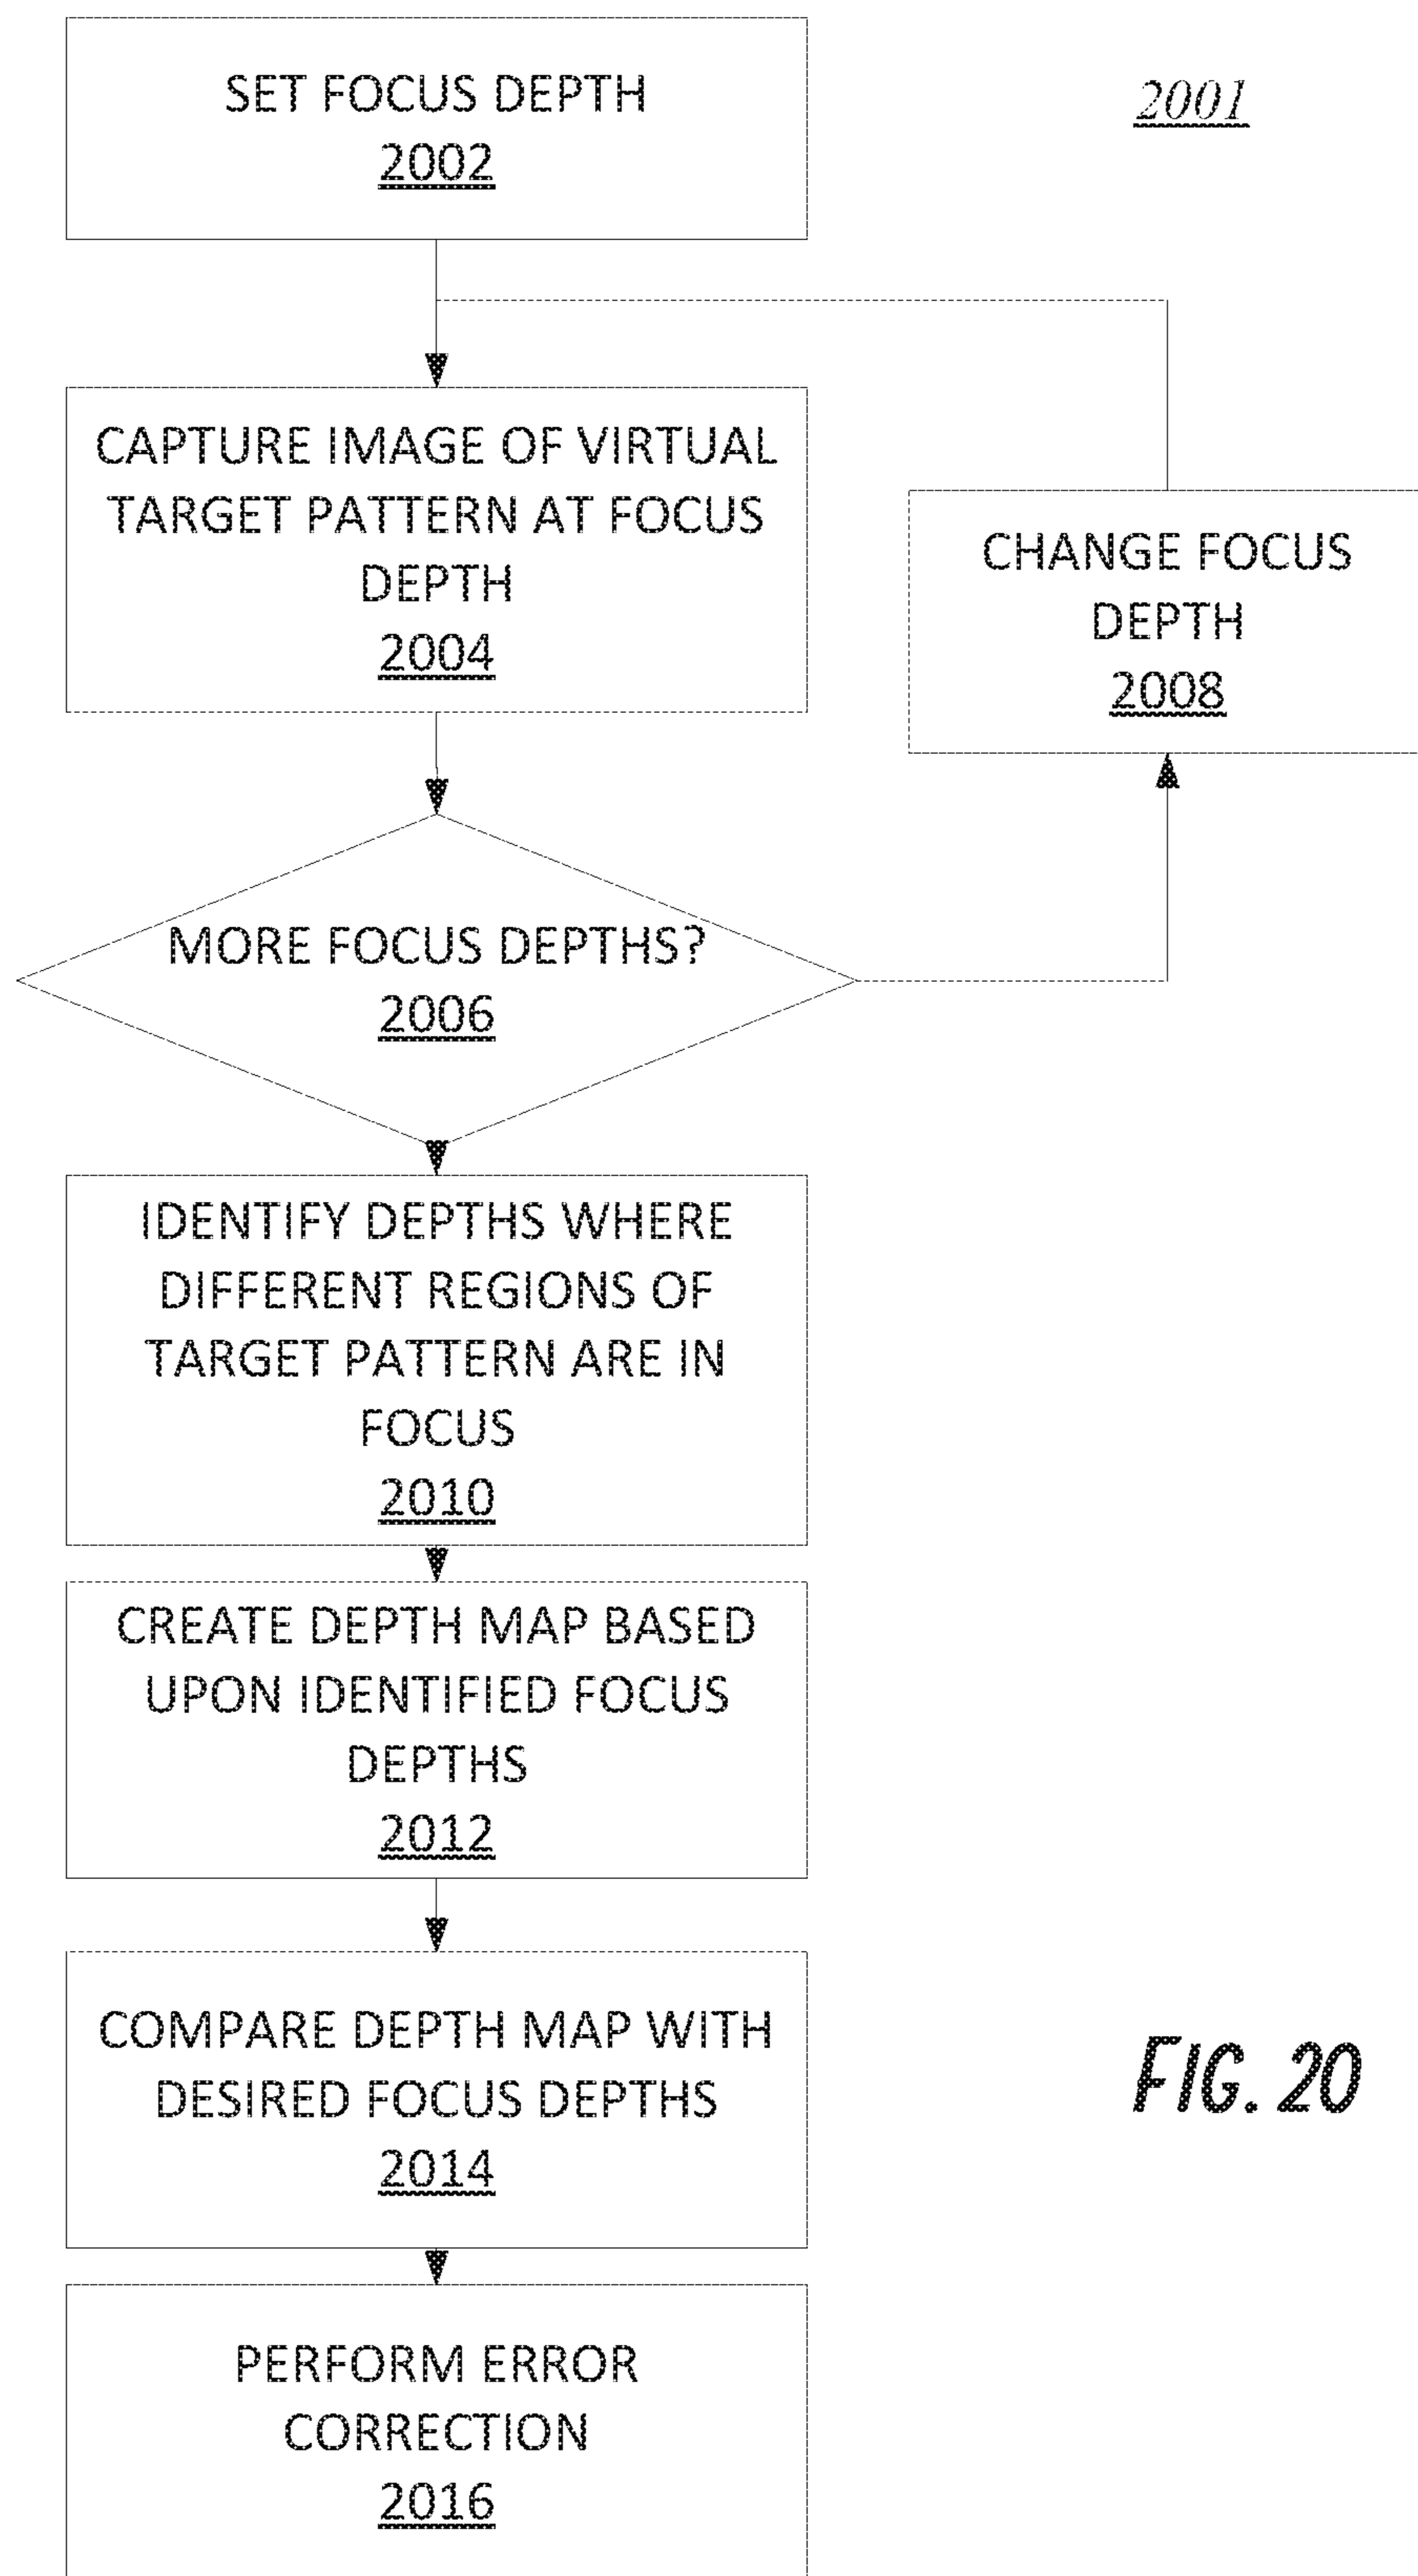 SET FOCUS DEPTH
2002
2001
CAPTURE IMAGE OF VIRTUAL
TARGET PATTERN AT FOCUS
DEPTH
2004
CHANGE FOCUS
DEPTH
2008
MORE FOCUS DEPTHS?
2006
IDENTIFY DEPTHS WHERE
DIFFERENT REGIONS OF
TARGET PATTERN ARE IN
FOCUS
2010
CREATE DEPTH MAP BASED
UPON IDENTIFIED FOCUS
DEPTHS
2012
COMPARE DEPTH MAP WITH
DESIRED FOCUS DEPTHS
2014
FIG. 20
PERFORM ERROR
CORRECTION
2016